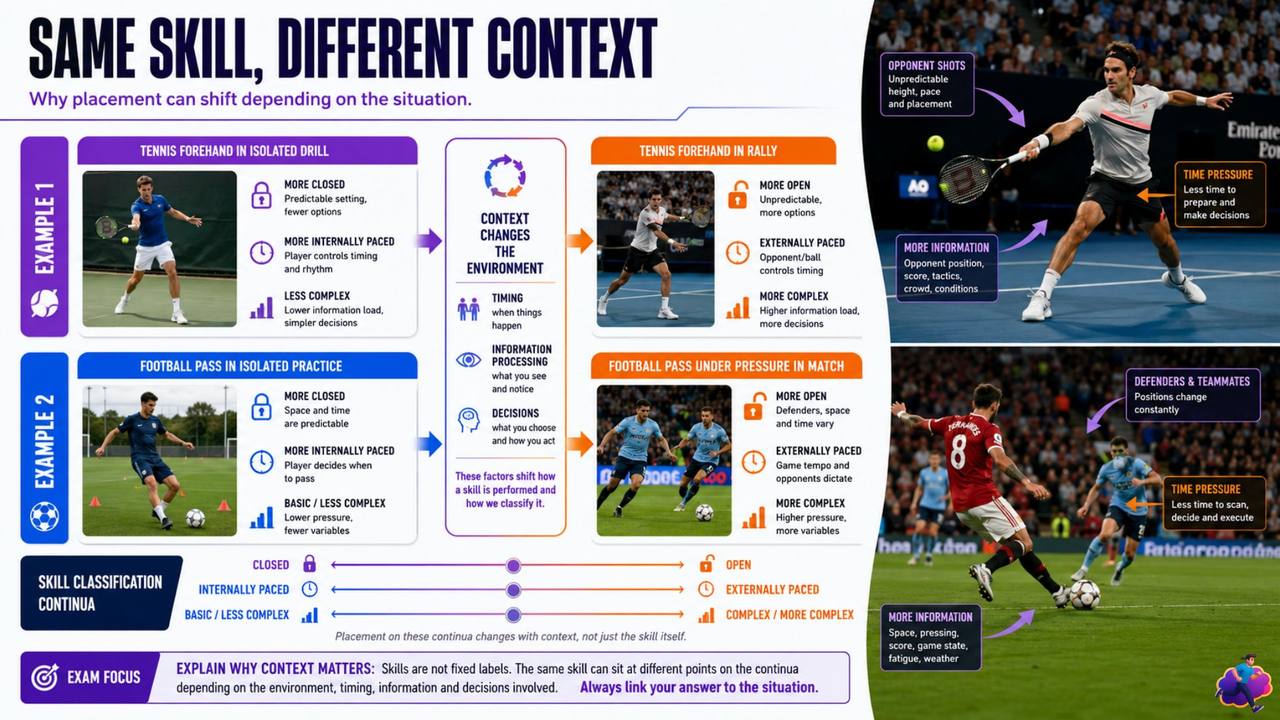 SAME SKILL, DIFFERENT CONTEXT
Why placement can shift depending on the situation.
EXAMPLE 1
TENNIS FOREHAND IN ISOLATED DRILL
MORE CLOSED
Predictable setting,
fewer options
MORE INTERNALLY PACED
Player controls timing
and rhythm
LESS COMPLEX
Lower information load,
simpler decisions
CONTEXT
CHANGES
THE
ENVIRONMENT
TIMING
when things
happen
INFORMATION
PROCESSING
what you see
and notice
DECISIONS
what you choose
and how you act
These factors shift how
a skill is performed and
how we classify it.
TENNIS FOREHAND IN RALLY
MORE OPEN
Unpredictable,
more options
EXTERNALLY PACED
Opponent/ball
controls timing
MORE COMPLEX
Higher information load,
more decisions
EXAMPLE 2
FOOTBALL PASS IN ISOLATED PRACTICE
MORE CLOSED
Space and time
are predictable
MORE INTERNALLY PACED
Player decides when
to pass
BASIC / LESS COMPLEX
Lower pressure,
fewer variables
FOOTBALL PASS UNDER PRESSURE IN MATCH
MORE OPEN
Defenders, space
and time vary
EXTERNALLY PACED
Game tempo and
opponents dictate
MORE COMPLEX
Higher pressure,
more variables
SKILL CLASSIFICATION
CONTINUA
CLOSED
OPEN
INTERNALLY PACED
EXTERNALLY PACED
BASIC / LESS COMPLEX
COMPLEX / MORE COMPLEX
Placement on these continua changes with context, not just the skill itself.
EXAM FOCUS
EXPLAIN WHY CONTEXT MATTERS: Skills are not fixed labels. The same skill can sit at different points on the continua
depending on the environment, timing, information and decisions involved. Always link your answer to the situation.
OPPONENT SHOTS
Unpredictable
height, pace
and placement
TIME PRESSURE
Less time to
prepare and
make decisions
MORE INFORMATION
Opponent position,
score, tactics,
crowd, conditions
AO
DEFENDERS & TEAMMATES
Positions change
constantly
8
TIME PRESSURE
Less time to scan,
decide and execute
MORE INFORMATION
Space, pressing,
score, game state,
fatigue, weather